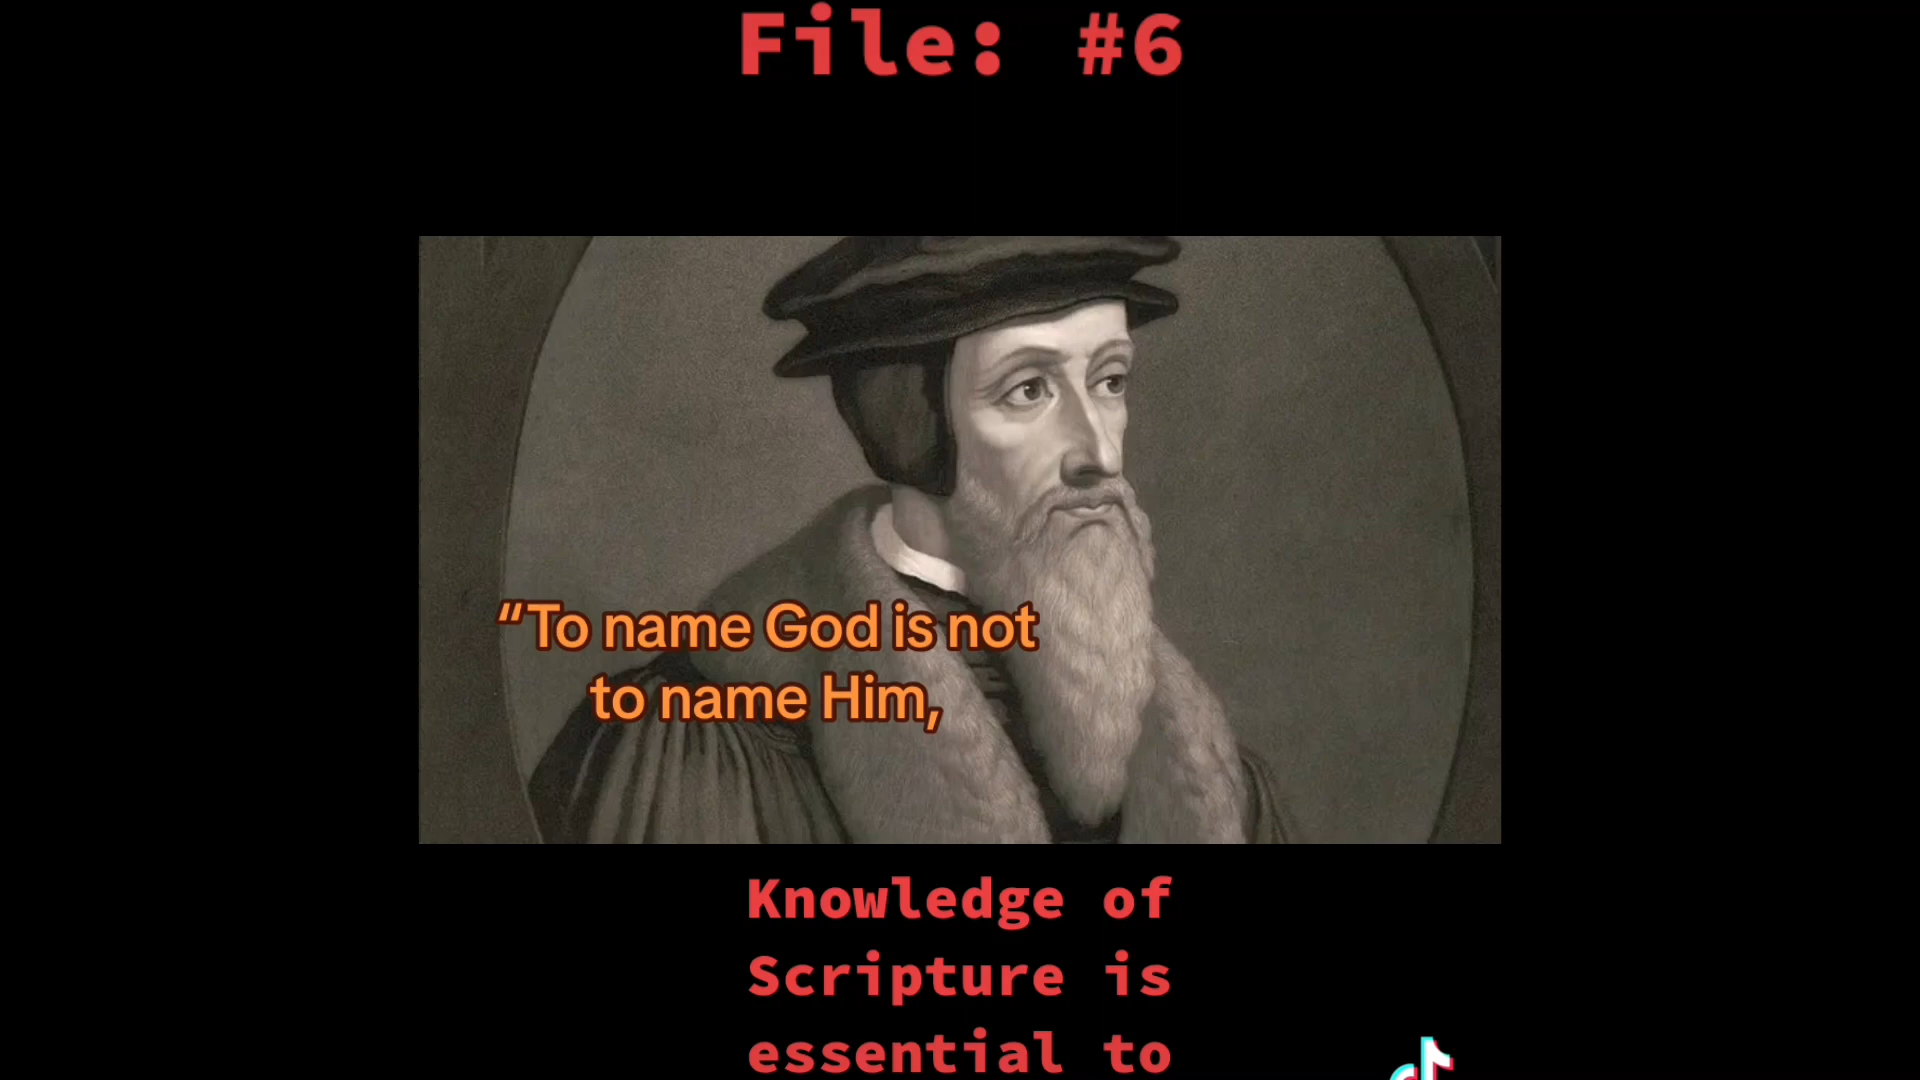 File: #6
“To name God is not
to name Him,
Knowledge of
Scripture is
essential to